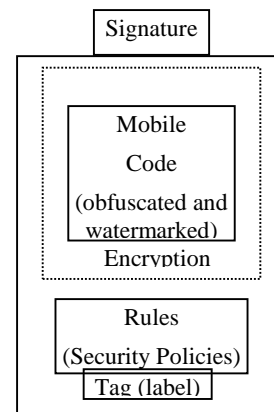 Signature
Mobile
Code
(obfuscated and
watermarked)
Encryption
Rules
(Security Policies)
Tag (label)